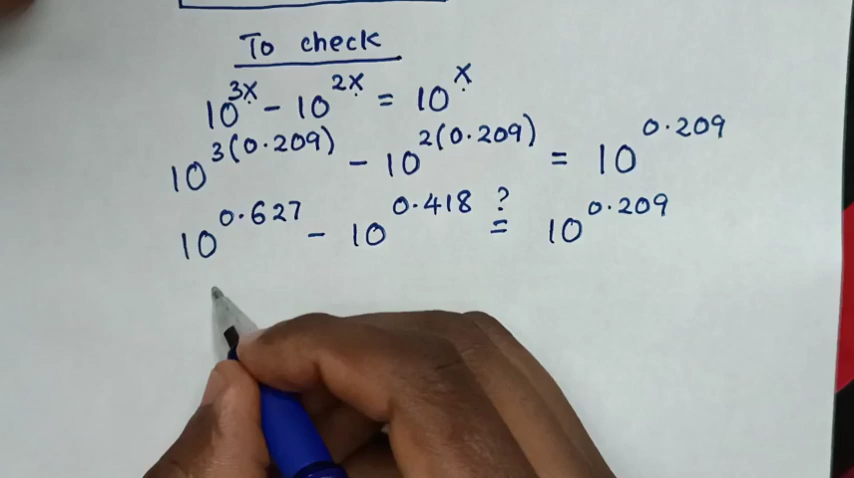 To check
10^{3x} - 10^{2x} = 10^{x}
10^{3(0.209)} - 10^{2(0.209)} = 10^{0.209}
10^{0.627} - 10^{0.418} ?= 10^{0.209}